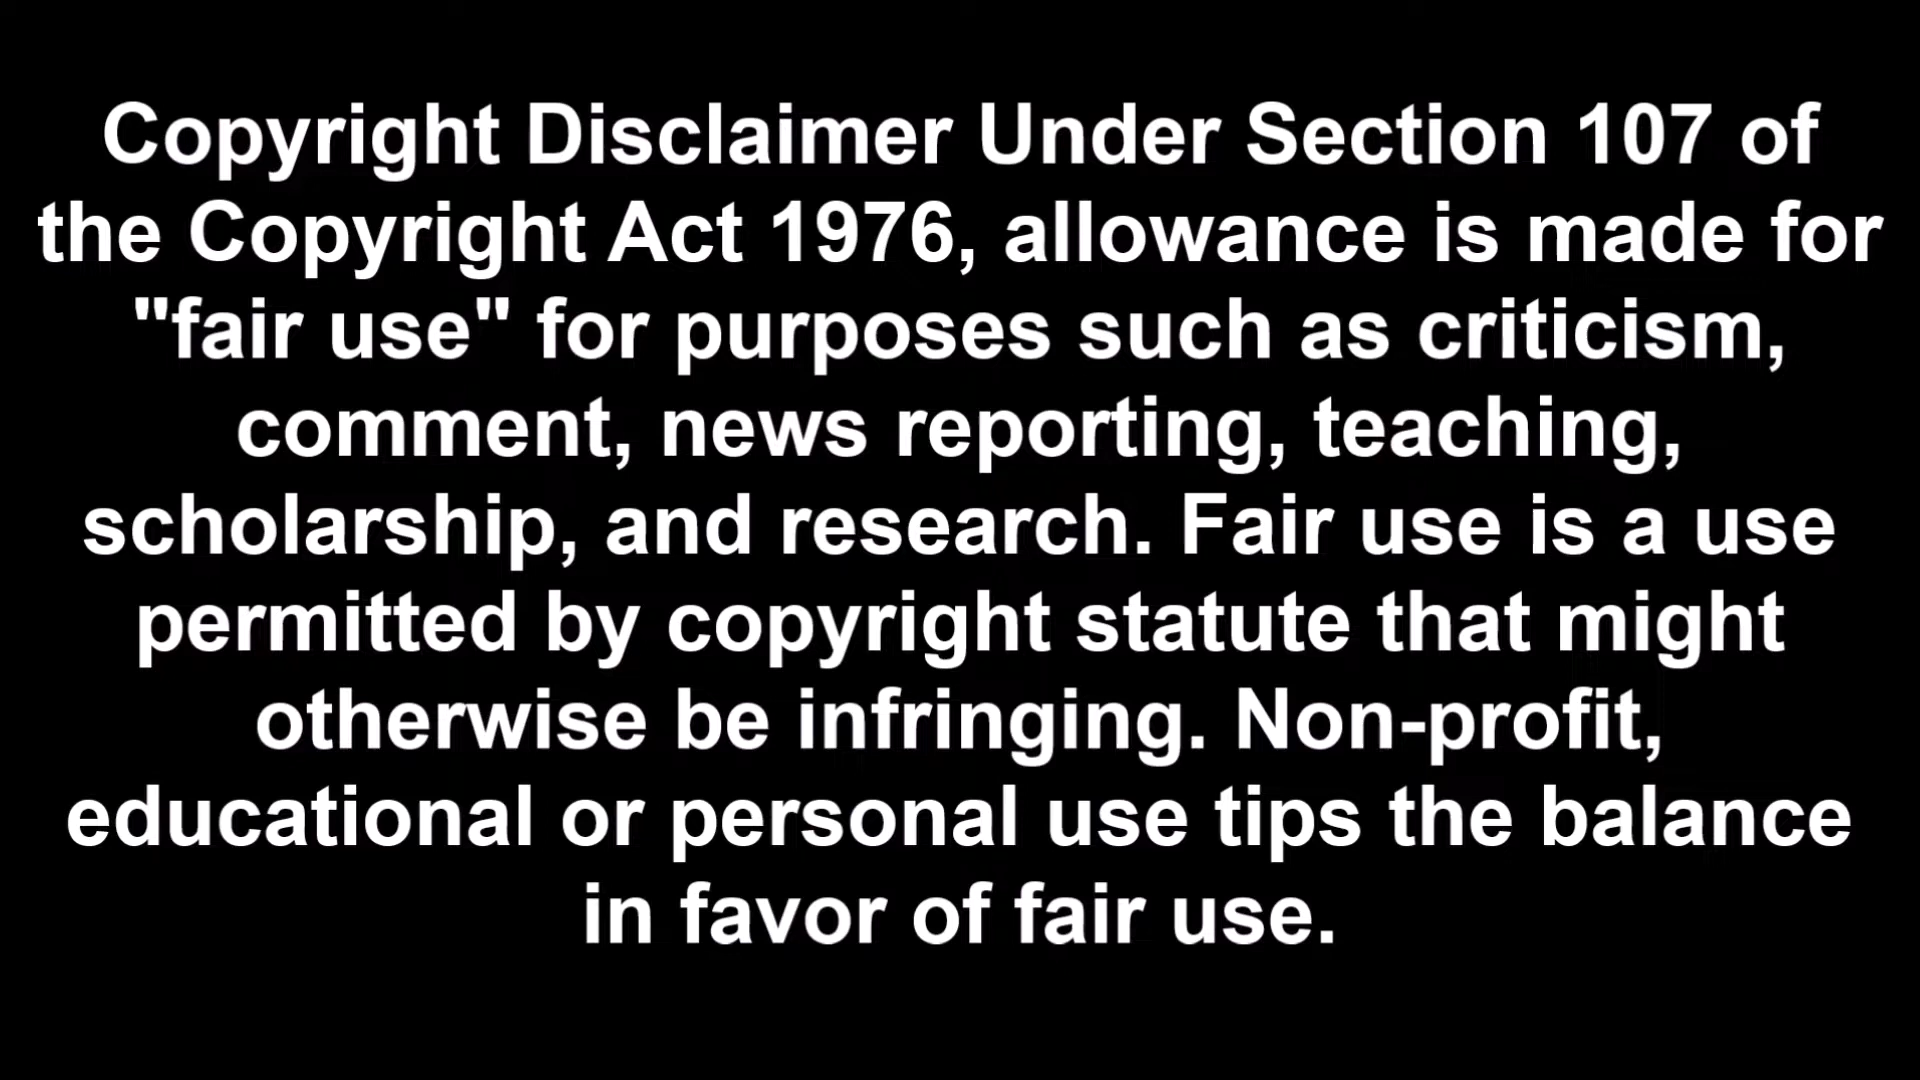 Copyright Disclaimer Under Section 107 of
the Copyright Act 1976, allowance is made for
"fair use" for purposes such as criticism,
comment, news reporting, teaching,
scholarship, and research. Fair use is a use
permitted by copyright statute that might
otherwise be infringing. Non-profit,
educational or personal use tips the balance
in favor of fair use.